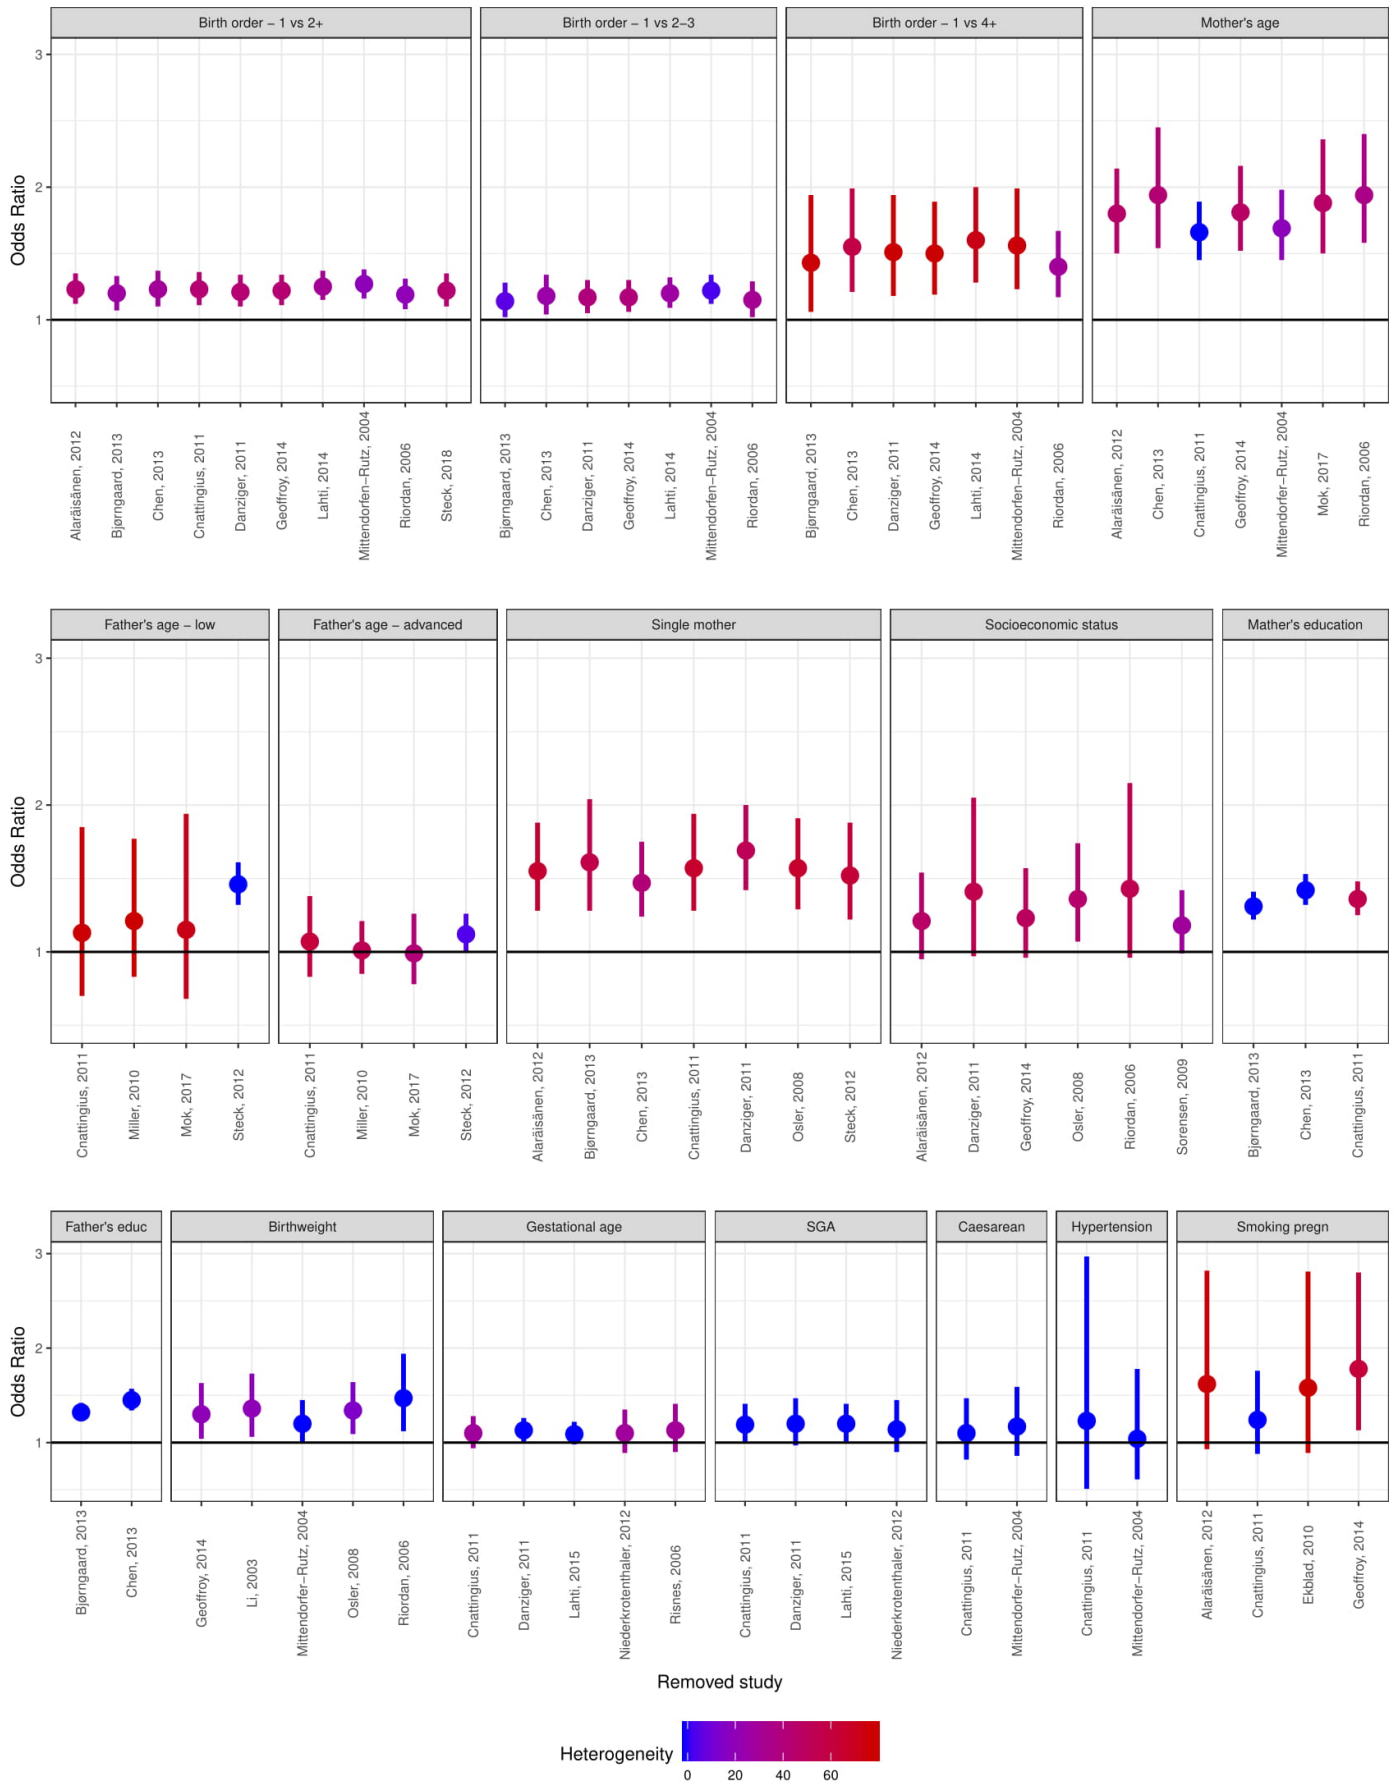 Birth order − 1 vs 2+
Birth order − 1 vs 2−3
Birth order − 1 vs 4+
Mother's age
3
2
1
Odds Ratio
Alaräisänen, 2012
Bjørngaard, 2013
Chen, 2013
Cnattingius, 2011
Danziger, 2011
Geoffroy, 2014
Lahti, 2014
Mittendorfen−Rutz, 2004
Riordan, 2006
Steck, 2018
Bjørngaard, 2013
Chen, 2013
Danziger, 2011
Geoffroy, 2014
Lahti, 2014
Mittendorfen−Rutz, 2004
Riordan, 2006
Bjørngaard, 2013
Chen, 2013
Danziger, 2011
Geoffroy, 2014
Lahti, 2014
Mittendorfen−Rutz, 2004
Riordan, 2006
Alaräisänen, 2012
Chen, 2013
Cnattingius, 2011
Geoffroy, 2014
Mittendorfer−Rutz, 2004
Mok, 2017
Riordan, 2006
Father's age − low
Father's age − advanced
Single mother
Socioeconomic status
Mather's education
3
2
1
Odds Ratio
Cnattingius, 2011
Miller, 2010
Mok, 2017
Steck, 2012
Cnattingius, 2011
Miller, 2010
Mok, 2017
Steck, 2012
Alaräisänen, 2012
Bjørngaard, 2013
Chen, 2013
Cnattingius, 2011
Danziger, 2011
Osler, 2008
Steck, 2012
Alaräisänen, 2012
Danziger, 2011
Geoffroy, 2014
Osler, 2008
Riordan, 2006
Sorensen, 2009
Bjørngaard, 2013
Chen, 2013
Cnattingius, 2011
Father's educ
Birthweight
Gestational age
SGA
Caesarean
Hypertension
Smoking pregn
3
2
1
Odds Ratio
Bjørngaard, 2013
Chen, 2013
Geoffroy, 2014
Li, 2003
Mittendorfer−Rutz, 2004
Osler, 2008
Riordan, 2006
Cnattingius, 2011
Danziger, 2011
Lahti, 2015
Niederkrotenthaler, 2012
Risnes, 2006
Cnattingius, 2011
Danziger, 2011
Lahti, 2015
Niederkrotenthaler, 2012
Cnattingius, 2011
Mittendorfer−Rutz, 2004
Cnattingius, 2011
Mittendorfer−Rutz, 2004
Alaräisänen, 2012
Cnattingius, 2011
Ekblad, 2010
Geoffroy, 2014
Removed study
Heterogeneity
0 20 40 60